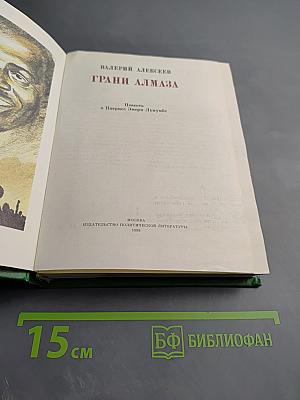 ВАЛЕРИЙ АЛЕКСЕЕВ
ГРАНИ АЛМАЗА
Повесть
о Патрисе Эмери Лумумбе
МОСКВА
ИЗДАТЕЛЬСТВО ПОЛИТИЧЕСКОЙ ЛИТЕРАТУРЫ
15 см
БФ БИБЛИОФАН